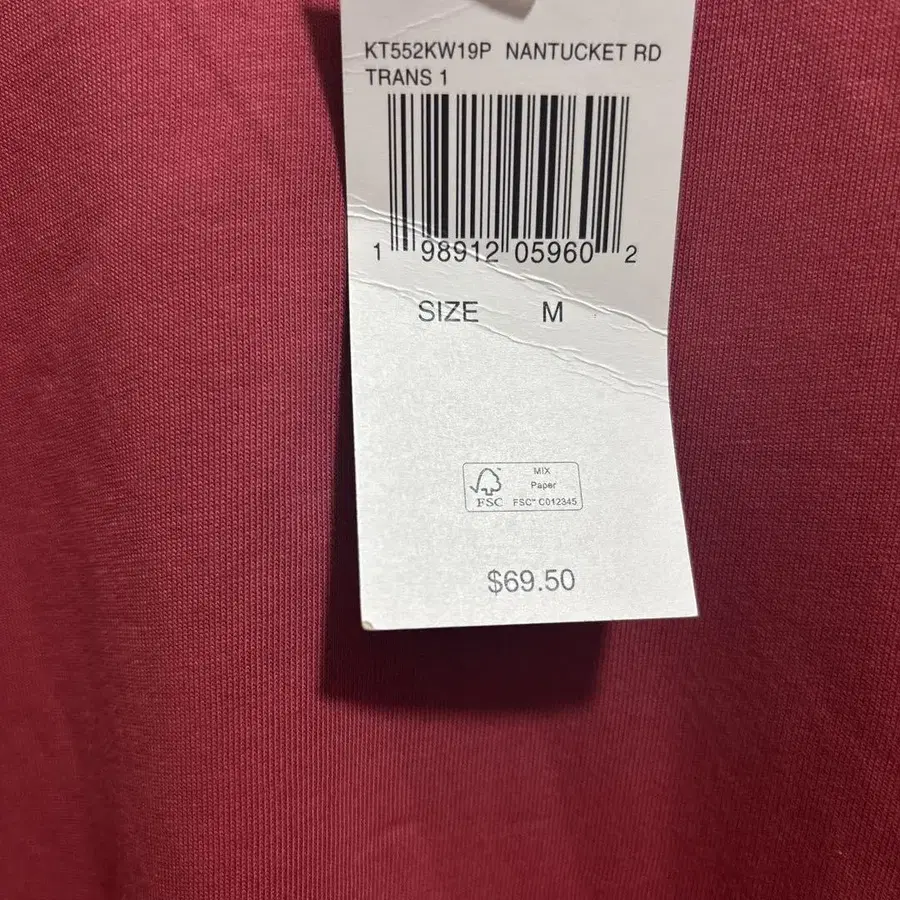 KT552KW19P NANTUCKET RD
TRANS 1
1 98912 05960 2
SIZE M
MIX
Paper
FSC FSC™ C012345
$69.50